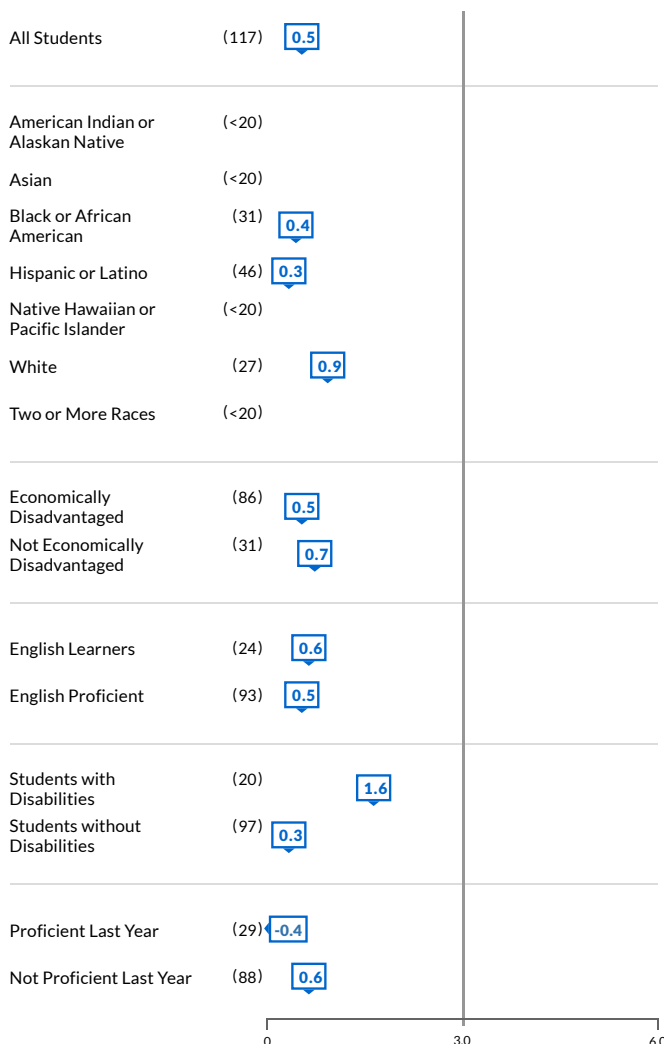 All Students (117) 0.5
American Indian or (<20)
Alaskan Native
Asian (<20)
Black or African (31) 0.4
American
Hispanic or Latino (46) 0.3
Native Hawaiian or (<20)
Pacific Islander
White (27) 0.9
Two or More Races (<20)
Economically (86) 0.5
Disadvantaged
Not Economically (31) 0.7
Disadvantaged
English Learners (24) 0.6
English Proficient (93) 0.5
Students with (20) 1.6
Disabilities
Students without (97) 0.3
Disabilities
Proficient Last Year (29) -0.4
Not Proficient Last Year (88) 0.6
0 3.0 6.0